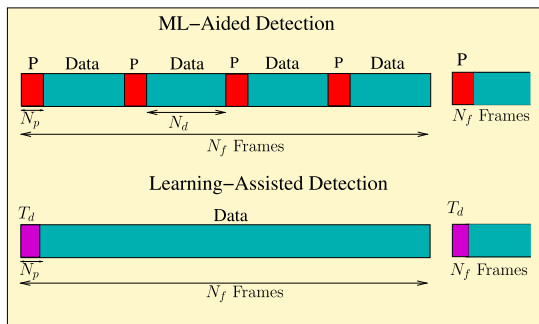 ML–Aided Detection
P Data P Data P Data P Data P
N_p N_d N_f Frames
N_f Frames
Learning–Assisted Detection
T_d Data T_d
N_p N_f Frames
N_f Frames